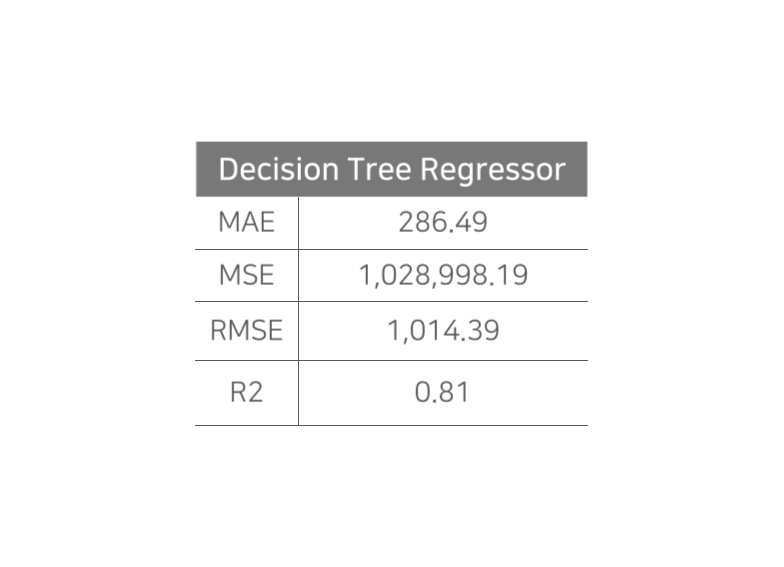 Decision Tree Regressor
MAE 286.49
MSE 1,028,998.19
RMSE 1,014.39
R2 0.81